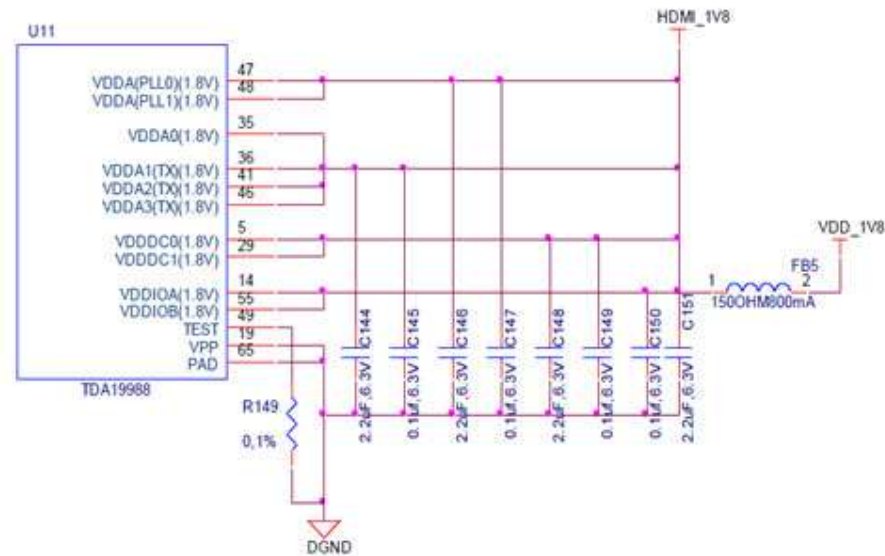 HDMI_1V8
U11
VDDA(PLL0)(1.8V) 47
VDDA(PLL1)(1.8V) 48
VDDA0(1.8V) 35
VDDA1(TX)(1.8V) 36
VDDA2(TX)(1.8V) 41
VDDA3(TX)(1.8V) 46
VDDDC0(1.8V) 5
VDDDC1(1.8V) 29
VDDIOA(1.8V) 14
VDDIOB(1.8V) 55
TEST 49
VPP 19
PAD 65
TDA19988
VDD_1V8
FB5
1 2
150OHM800mA
C144
C145
C146
C147
C148
C149
C150
C151
2.2uF,6.3V
0.1uf,6.3V
2.2uF,6.3V
0.1uf,6.3V
2.2uF,6.3V
0.1uf,6.3V
0.1uf,6.3V
2.2uF,6.3V
R149
0,1%
DGND